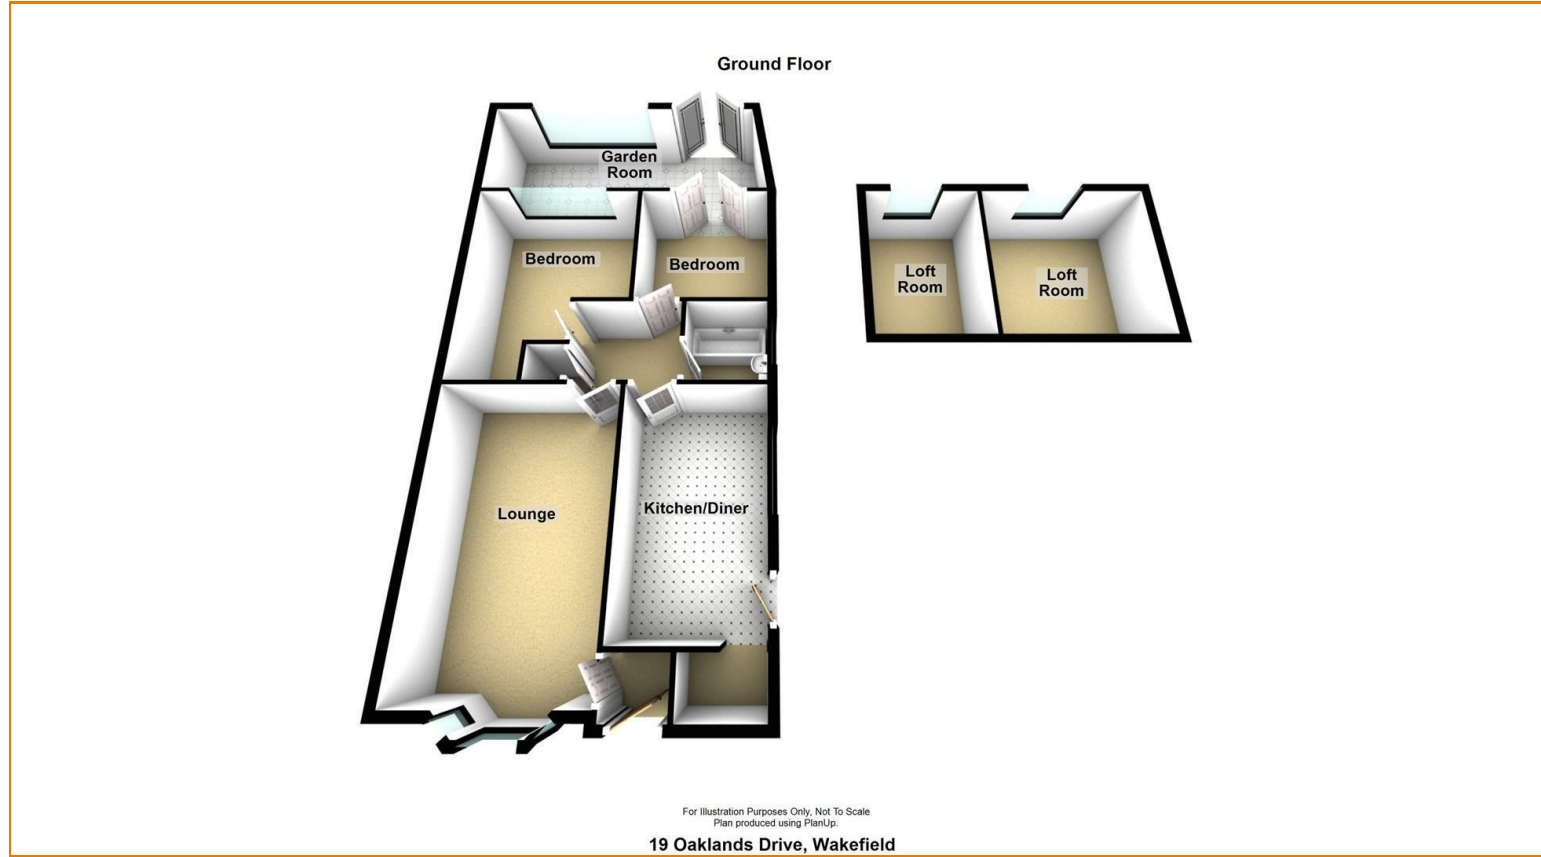 Ground Floor
Garden
Room
Bedroom
Bedroom
Loft
Room
Loft
Room
Lounge
Kitchen/Diner
For Illustration Purposes Only, Not To Scale
Plan produced using PlanUp.
19 Oaklands Drive, Wakefield